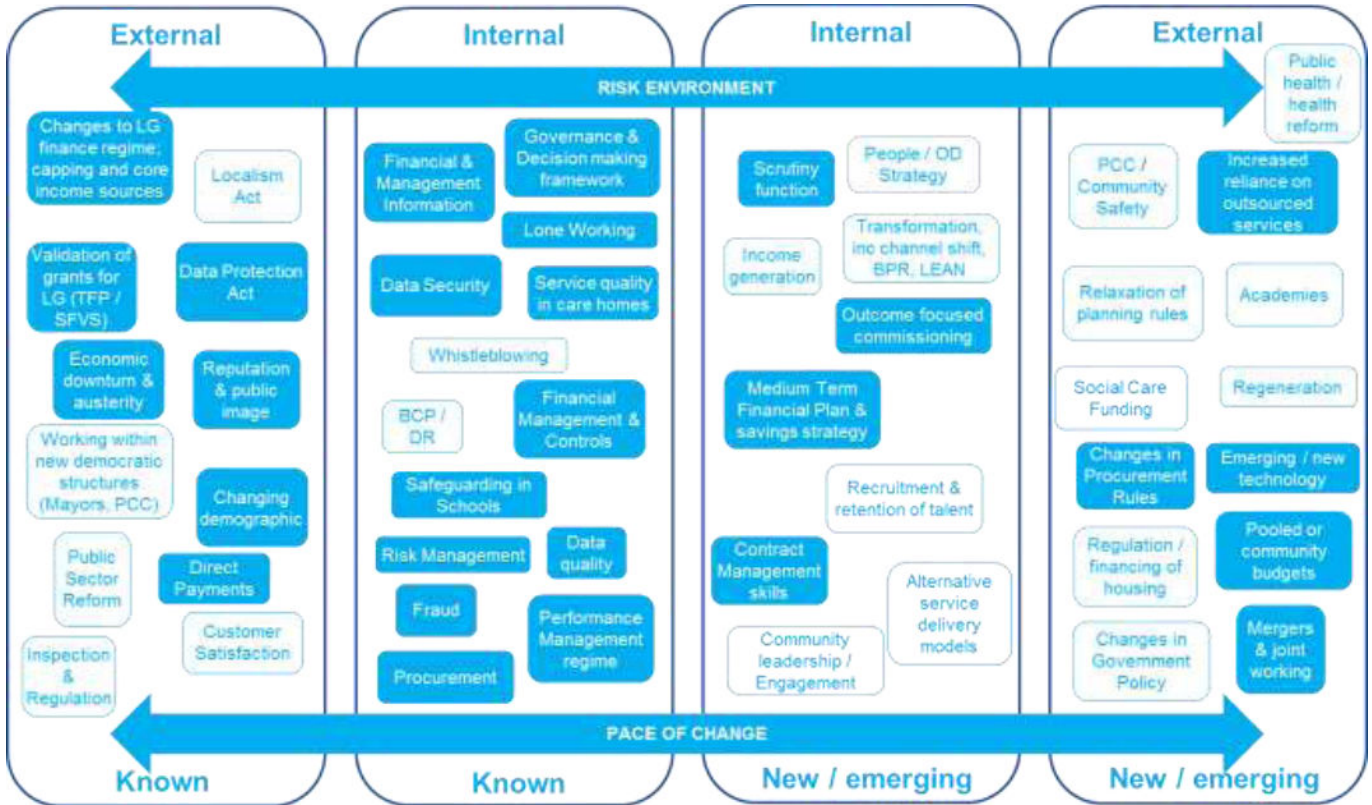 External
Internal
Internal
External
RISK ENVIRONMENT
Public
health /
health
reform
Changes to LG
finance regime;
capping and core
income sources
Localism
Act
Validation of
grants for
LG (TFP /
SFVS)
Data Protection
Act
Economic
downturn &
austerity
Reputation
& public
image
Working within
new democratic
structures
(Mayors, PCC)
Changing
demographic
Public
Sector
Reform
Direct
Payments
Customer
Satisfaction
Inspection
&
Regulation
Financial &
Management
Information
Governance &
Decision making
framework
Lone Working
Data Security
Service quality
in care homes
Whistleblowing
BCP /
DR
Financial
Management &
Controls
Safeguarding in
Schools
Risk Management
Data
quality
Fraud
Performance
Management
regime
Procurement
Scrutiny
function
People / OD
Strategy
Income
generation
Transformation,
inc channel shift,
BPR, LEAN
Outcome focused
commissioning
Medium Term
Financial Plan &
savings strategy
Recruitment &
retention of talent
Contract
Management
skills
Alternative
service
delivery
models
Community
leadership /
Engagement
PCC /
Community
Safety
Increased
reliance on
outsourced
services
Relaxation of
planning rules
Academies
Social Care
Funding
Regeneration
Changes in
Procurement
Rules
Emerging / new
technology
Regulation /
financing of
housing
Pooled or
community
budgets
Changes in
Government
Policy
Mergers
& joint
working
PACE OF CHANGE
Known
Known
New / emerging
New / emerging